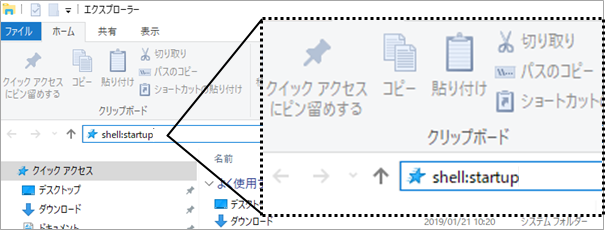 エクスプローラー
ファイル ホーム 共有 表示
クイック アクセス
にピン留めする
コピー
貼り付け
切り取り
パスのコピー
ショートカットの貼り付け
クリップボード
shell:startup
名前
クイック アクセス
デスクトップ
ダウンロード
ドキュメント
よく使用
デスクト
ダウンロード
クイック アクセス
にピン留めする
コピー
貼り付け
切り取り
パスのコピー
ショートカットの
クリップボード
shell:startup
2019/01/21 10:20 システム フォルダー